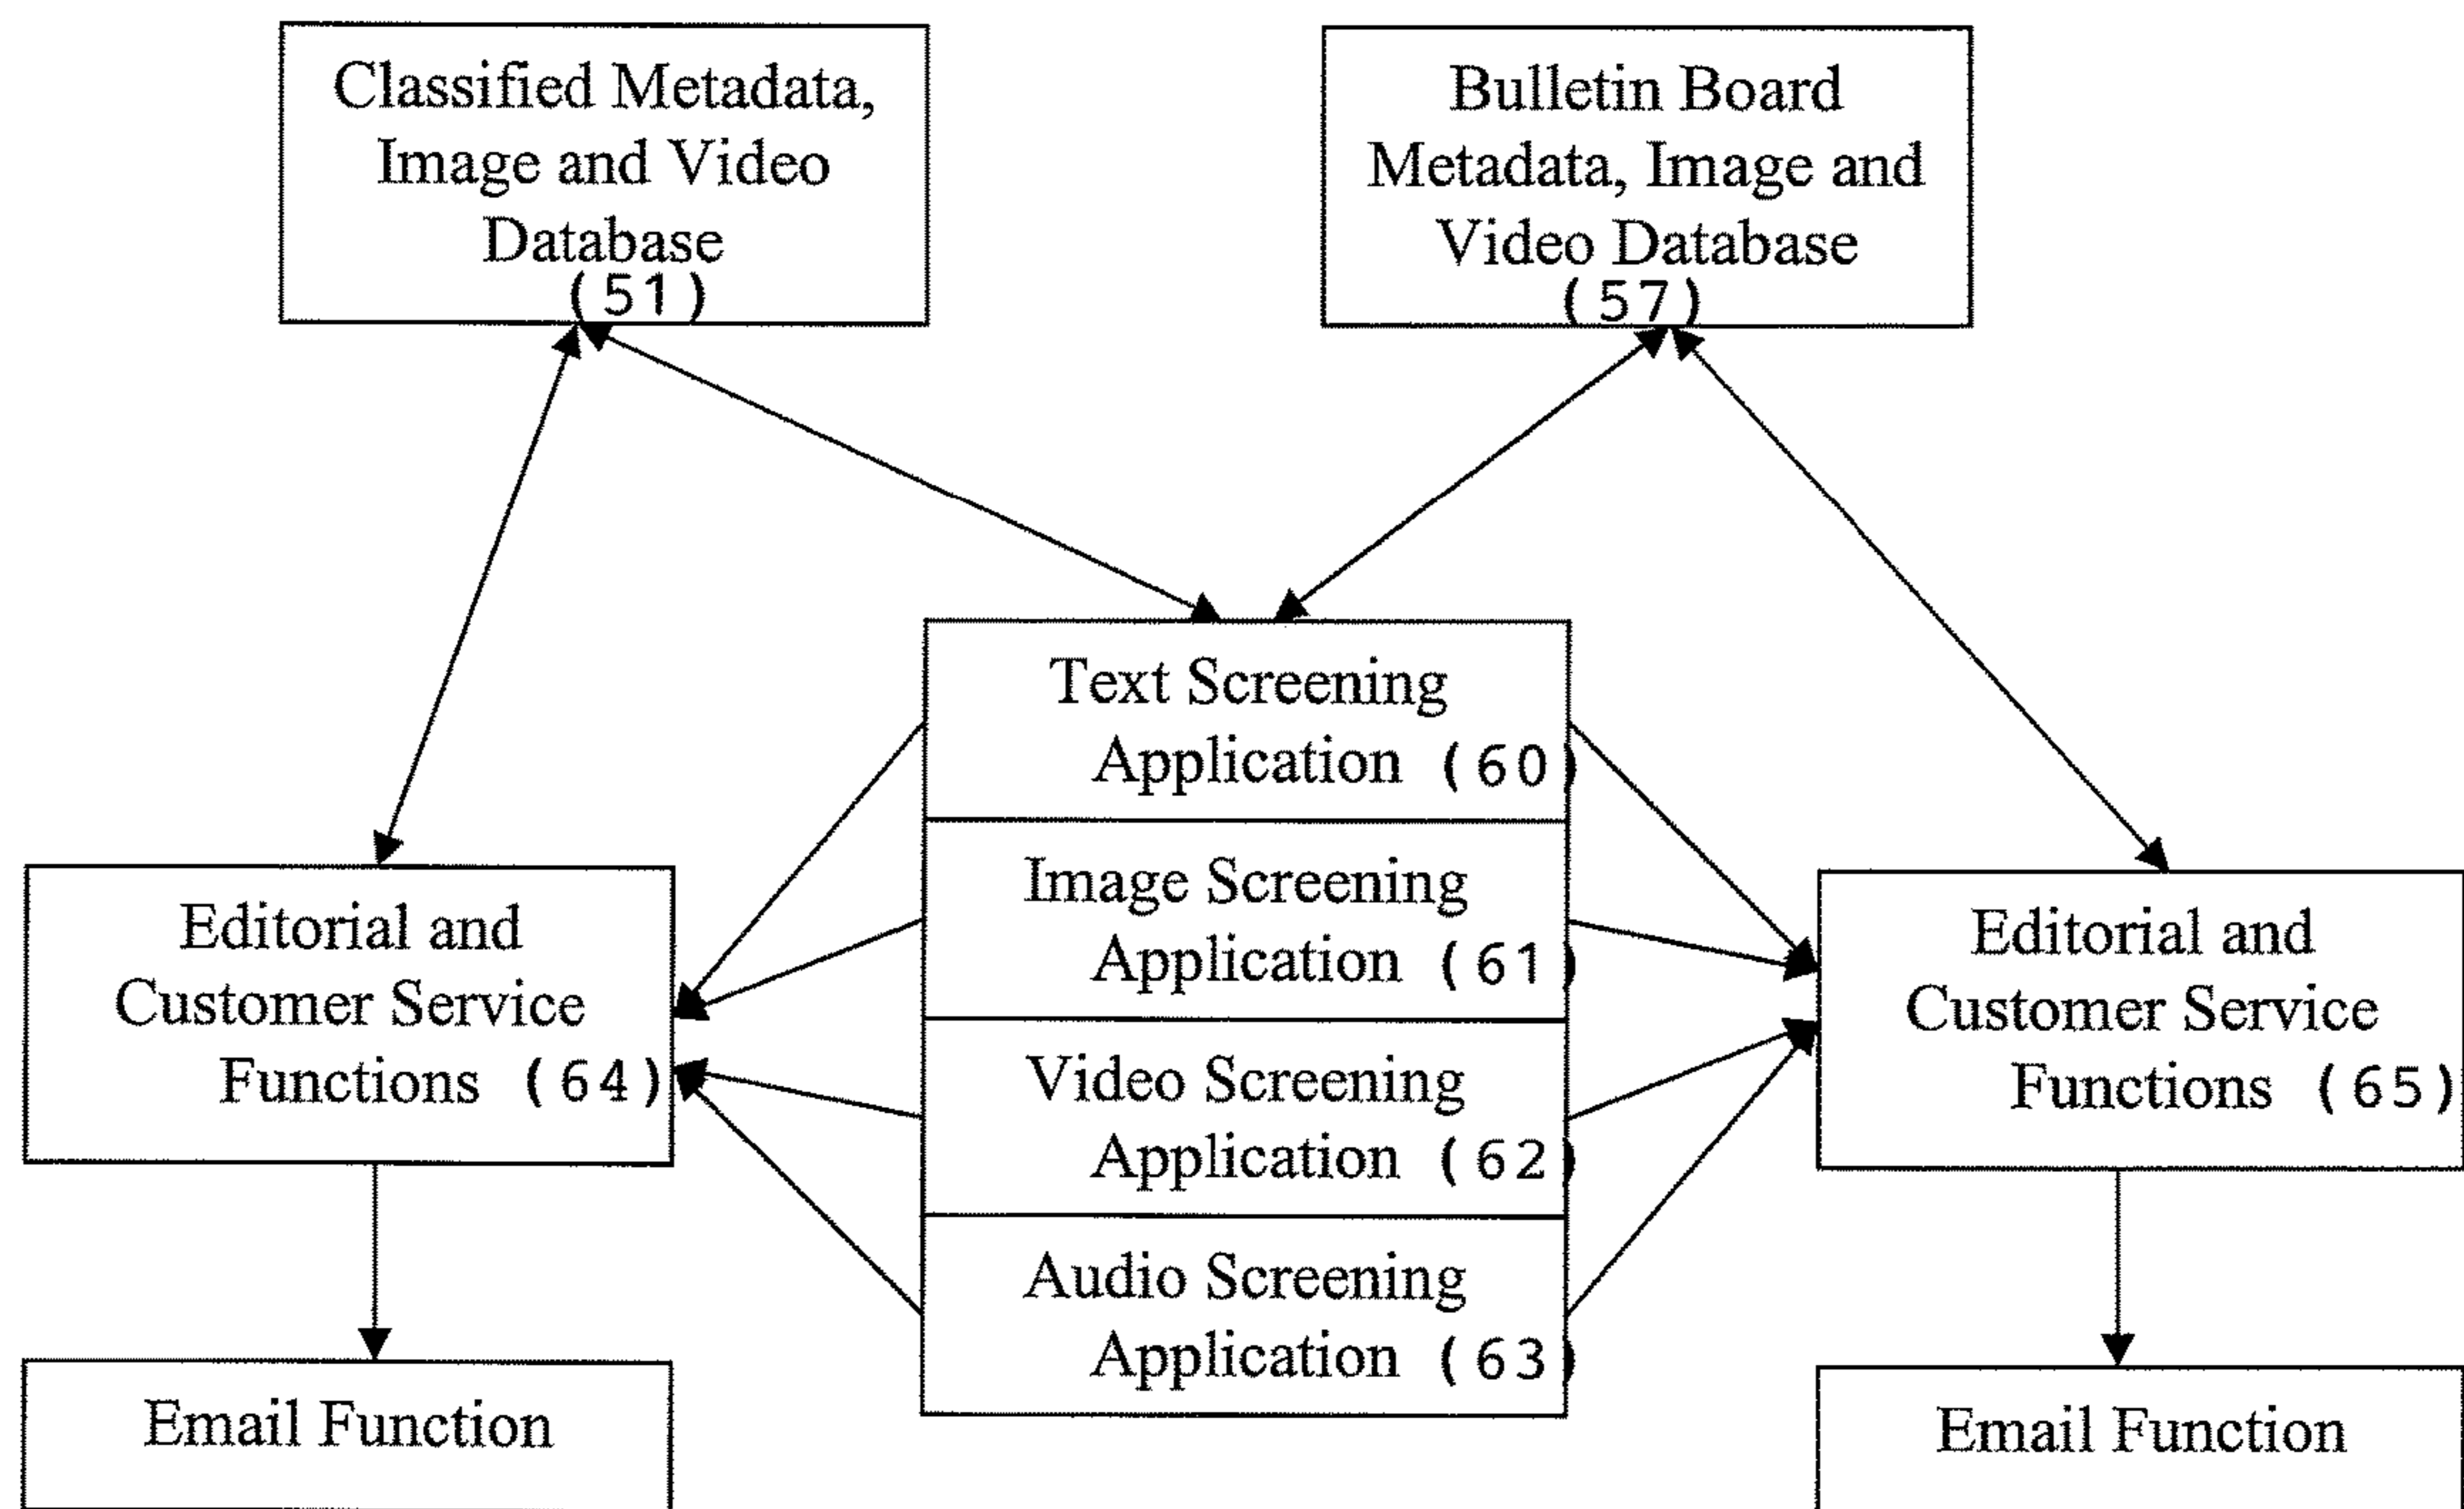 Classified Metadata,
Image and Video
Database
(51)
Bulletin Board
Metadata, Image and
Video Database
(57)
Text Screening
Application (60)
Image Screening
Application (61)
Video Screening
Application (62)
Audio Screening
Application (63)
Editorial and
Customer Service
Functions (64)
Editorial and
Customer Service
Functions (65)
Email Function
Email Function